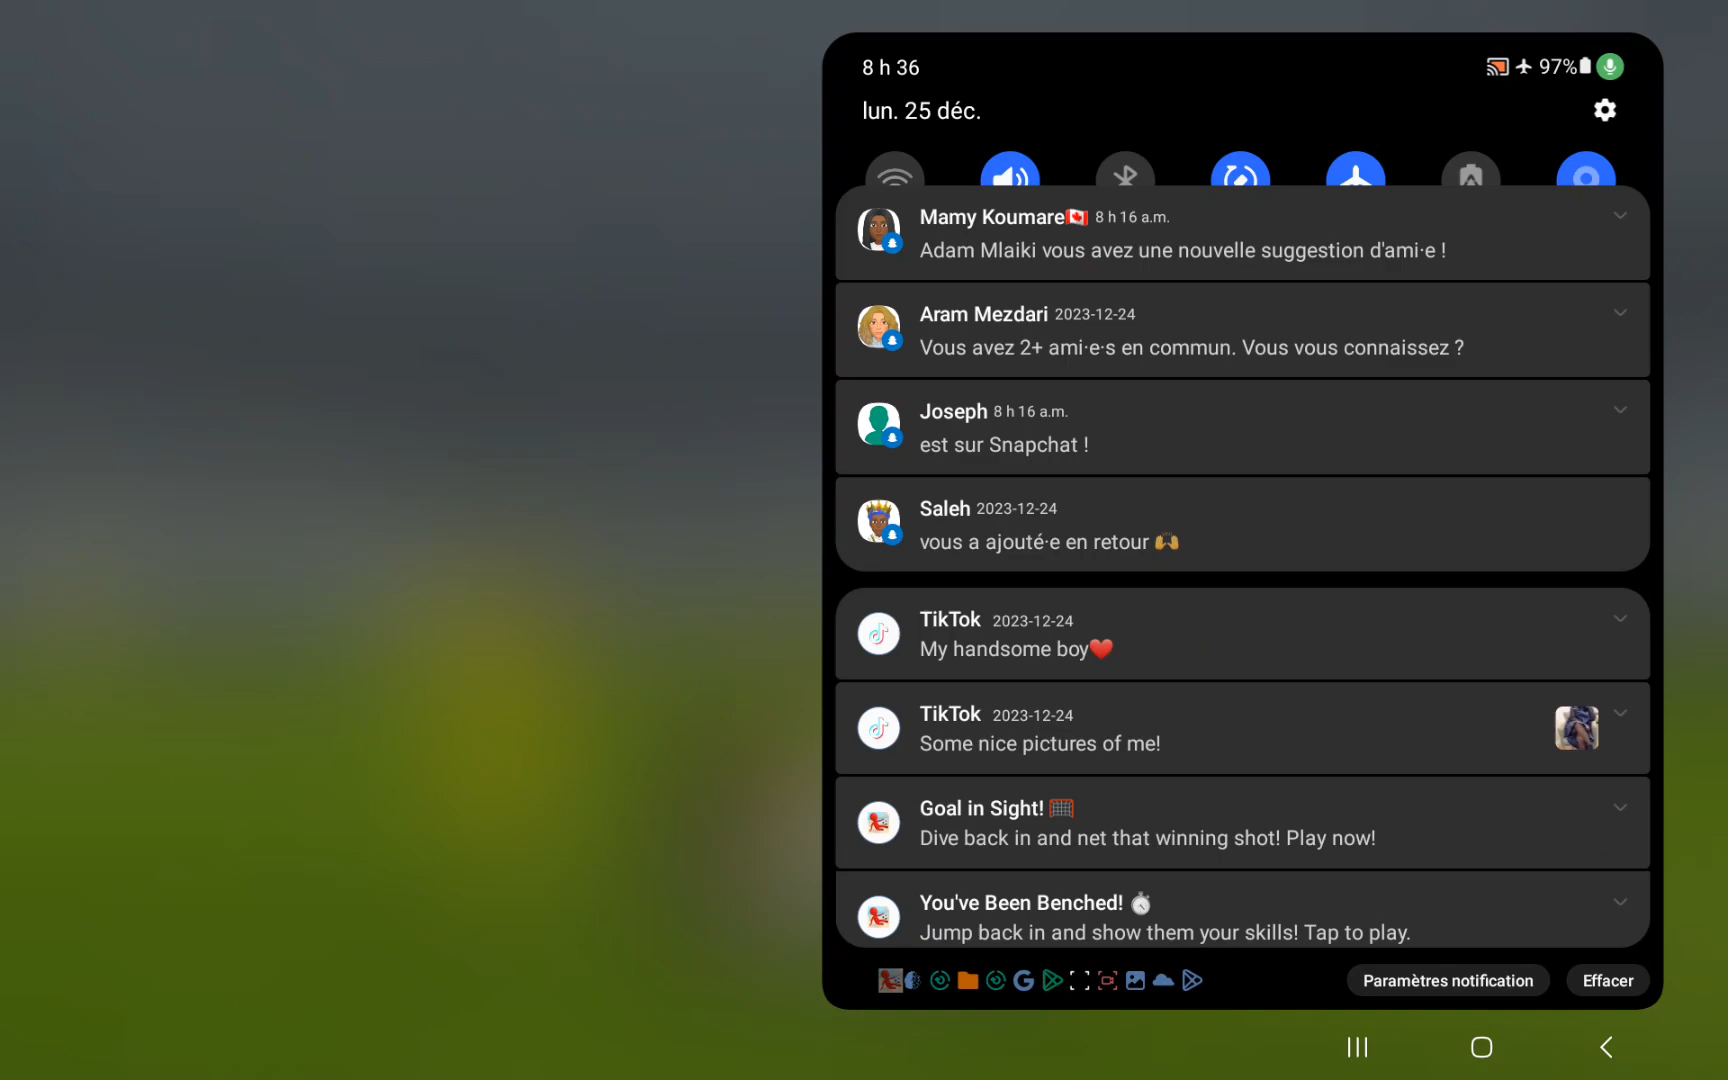 8 h 36
97%
lun. 25 déc.
Mamy Koumare🇨🇦 8 h 16 a.m.
Adam Mlaiki vous avez une nouvelle suggestion d'ami·e !
Aram Mezdari 2023-12-24
Vous avez 2+ ami·e·s en commun. Vous vous connaissez ?
Joseph 8 h 16 a.m.
est sur Snapchat !
Saleh 2023-12-24
vous a ajouté·e en retour 🙌🏾
TikTok 2023-12-24
My handsome boy❤️
TikTok 2023-12-24
Some nice pictures of me!
Goal in Sight! 🥅
Dive back in and net that winning shot! Play now!
You've Been Benched! ⏱️
Jump back in and show them your skills! Tap to play.
Paramètres notification
Effacer